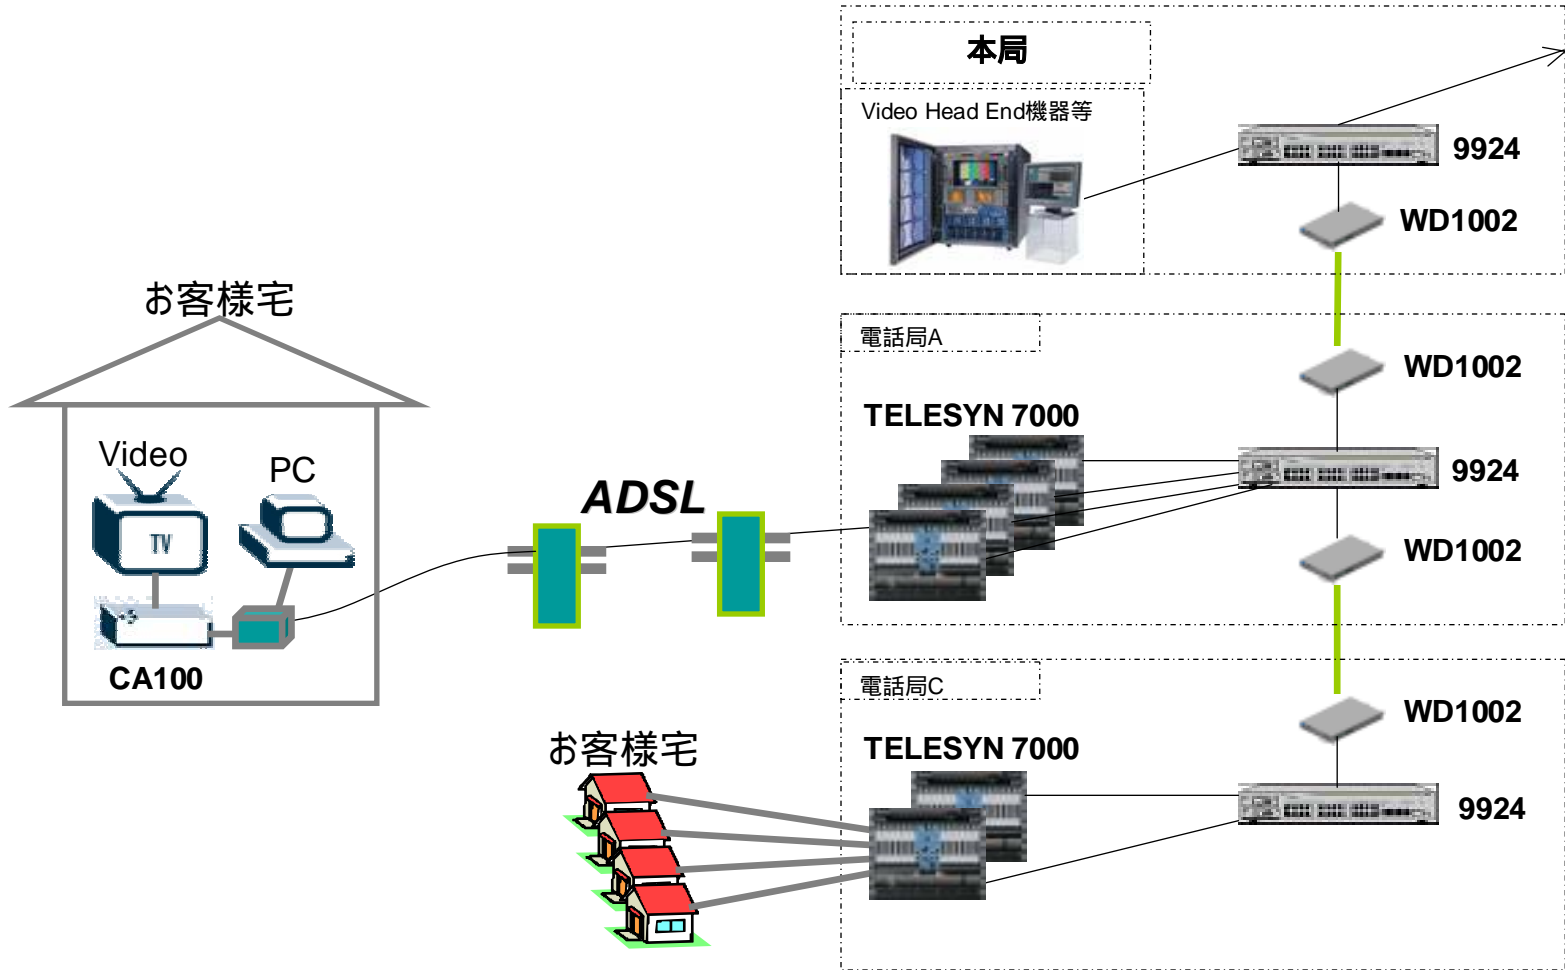 本局
Video Head End機器等
9924
WD1002
お客様宅
電話局A
WD1002
TELESYN 7000
Video
PC
9924
ADSL
TV
WD1002
CA100
電話局C
WD1002
お客様宅
TELESYN 7000
9924